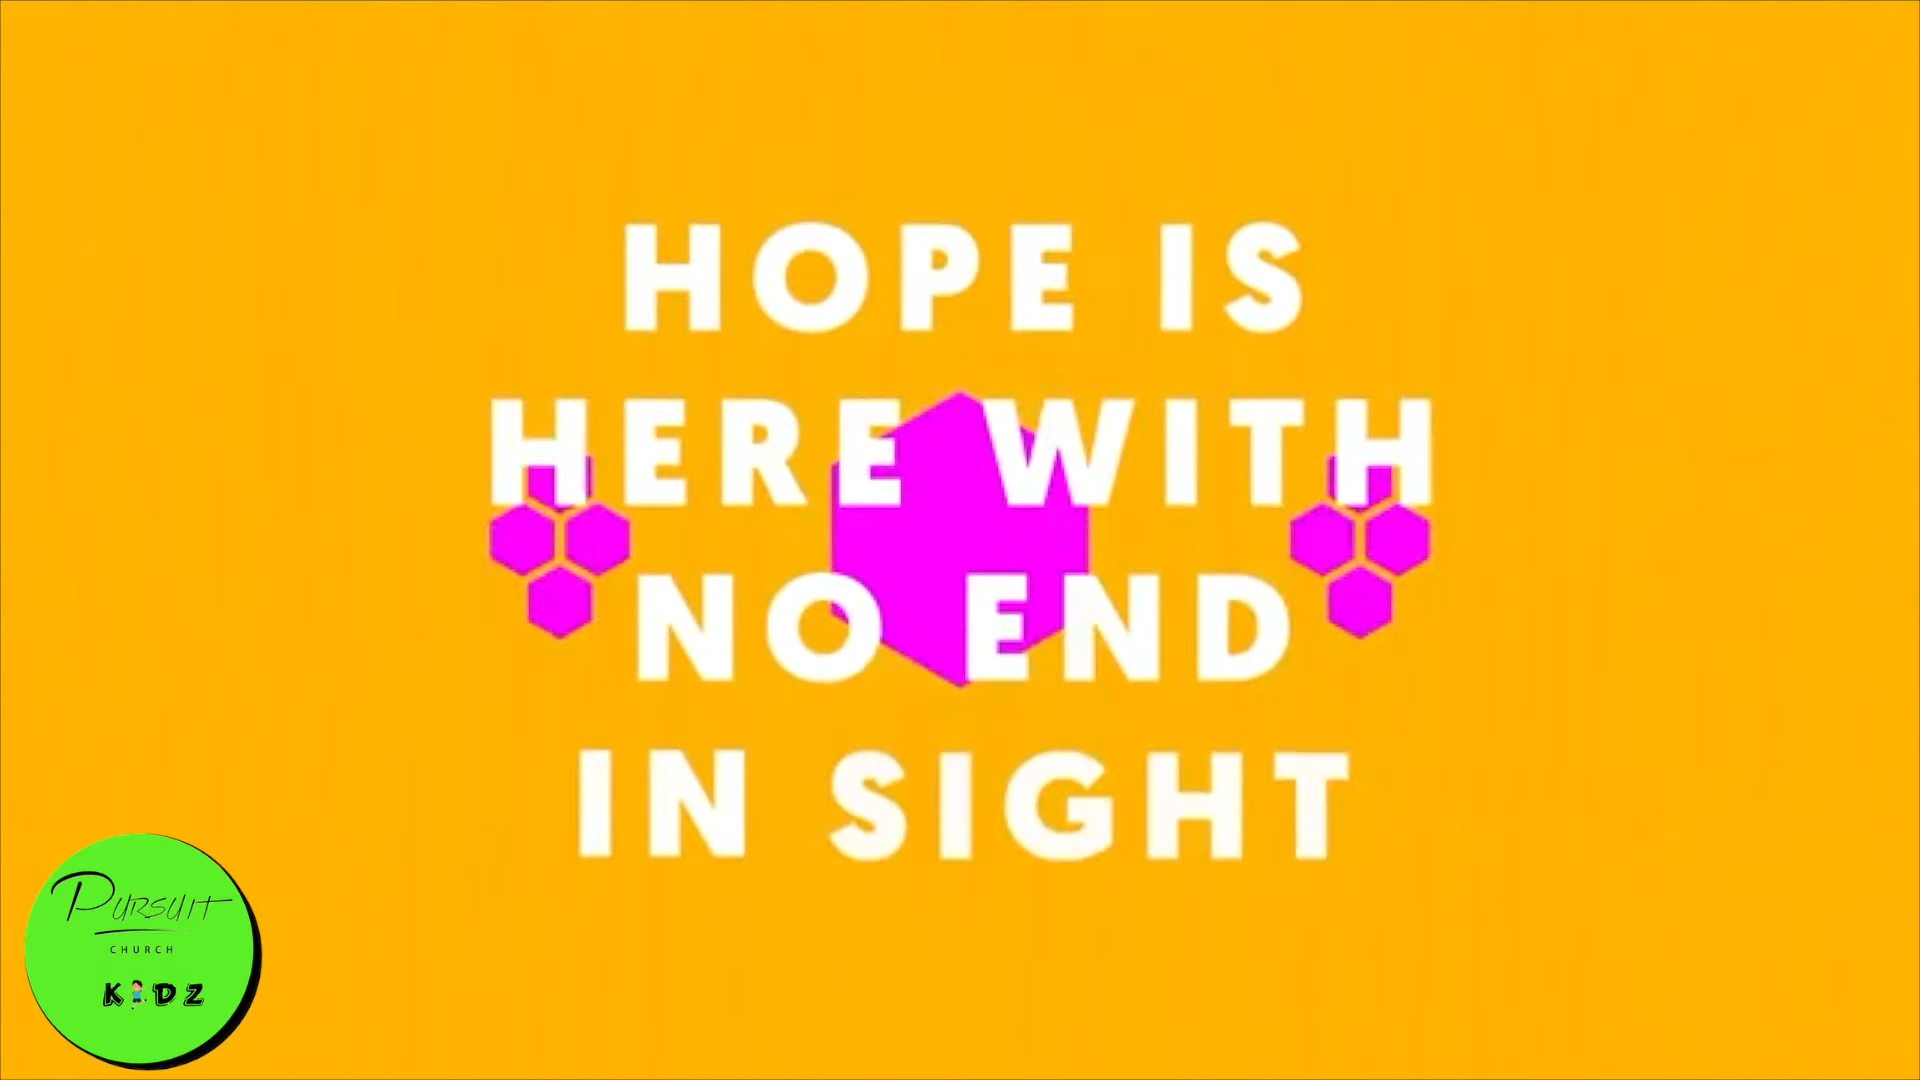 HOPE IS
HERE WITH
NO END
IN SIGHT
PURSUIT
CHURCH
KIDZ